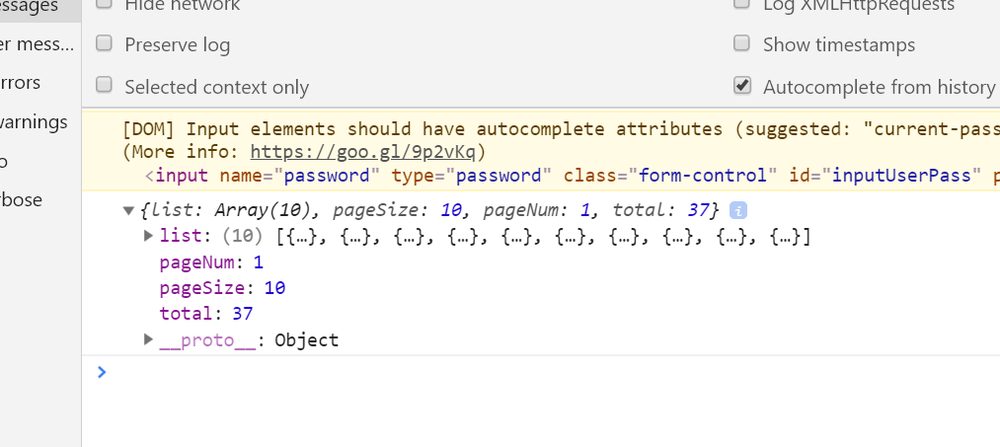 ssages
Hide network
Log XMLHttpRequests
er mess...
Preserve log
Show timestamps
rrors
Selected context only
Autocomplete from history
warnings
[DOM] Input elements should have autocomplete attributes (suggested: "current-pass
(More info: https://goo.gl/9p2vKq)
o
<input name="password" type="password" class="form-control" id="inputUserPass" p
rbose
{list: Array(10), pageSize: 10, pageNum: 1, total: 37} i
list: (10) [{…}, {…}, {…}, {…}, {…}, {…}, {…}, {…}, {…}, {…}]
pageNum: 1
pageSize: 10
total: 37
__proto__: Object